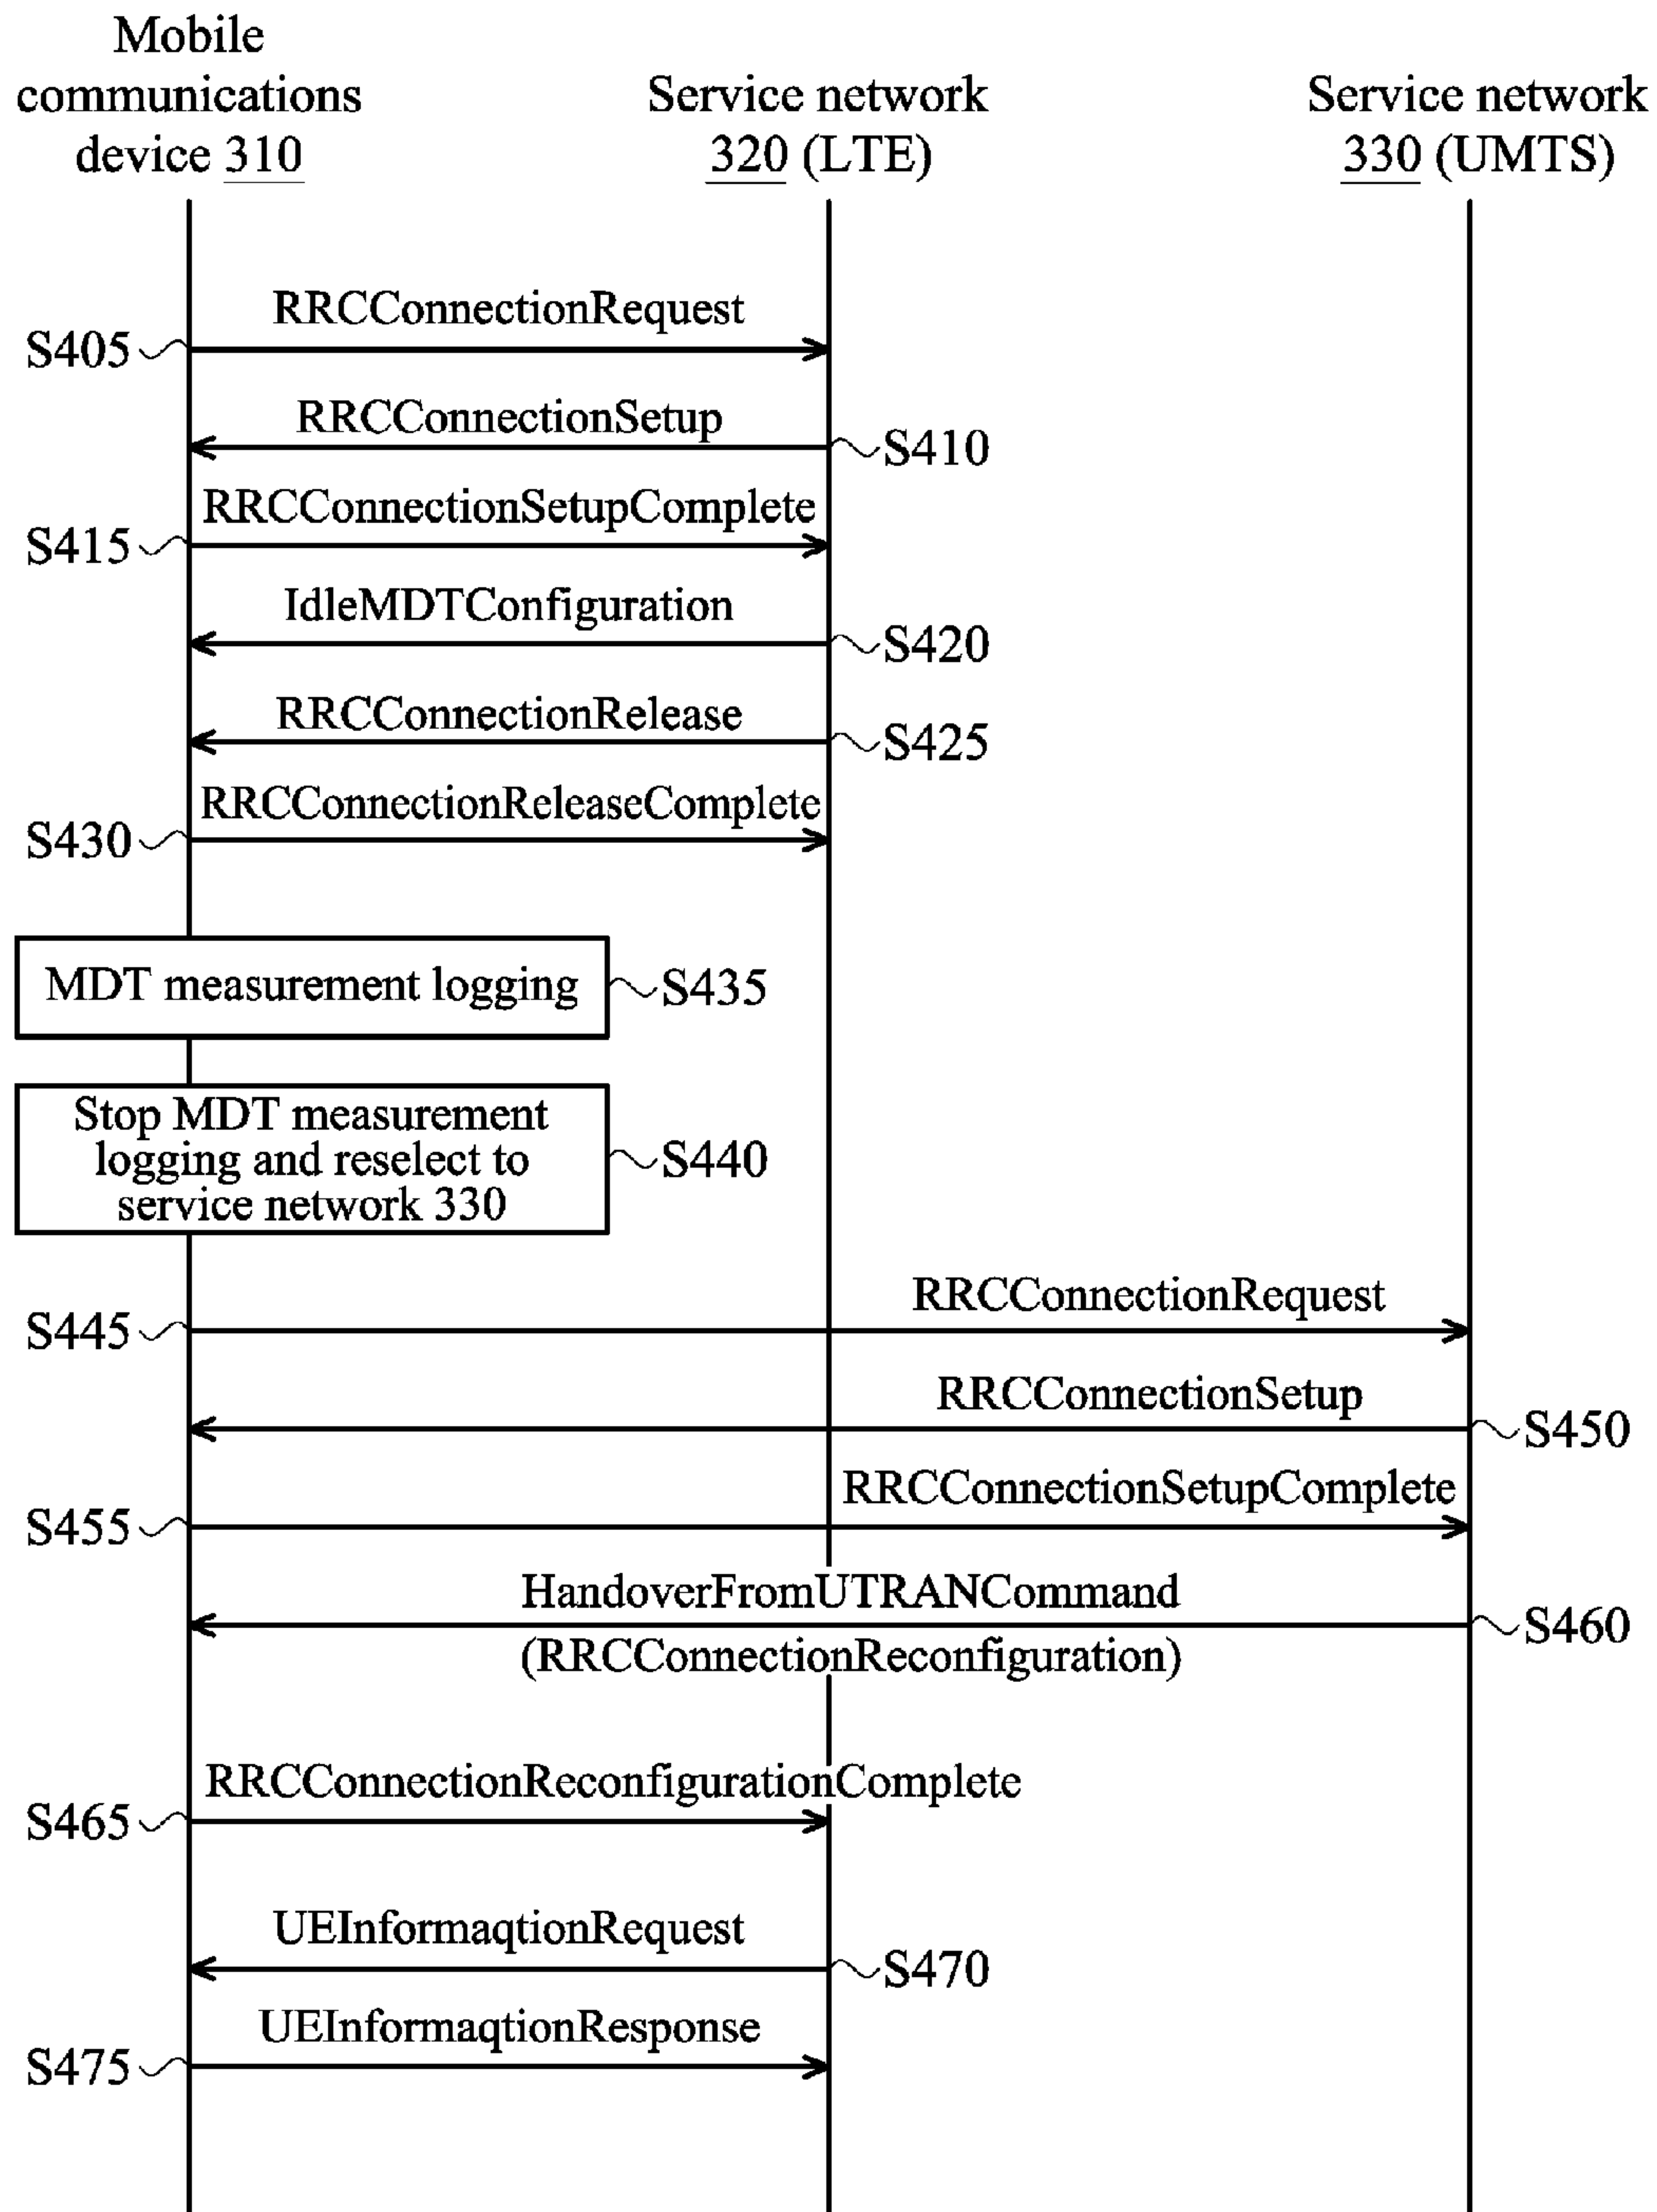 Mobile
communications
device 310
Service network
320 (LTE)
Service network
330 (UMTS)
RRCConnectionRequest
S405
RRCConnectionSetup
S410
RRCConnectionSetupComplete
S415
IdleMDTConfiguration
S420
RRCConnectionRelease
S425
RRCConnectionReleaseComplete
S430
MDT measurement logging
S435
Stop MDT measurement
logging and reselect to
service network 330
S440
RRCConnectionRequest
S445
RRCConnectionSetup
S450
RRCConnectionSetupComplete
S455
HandoverFromUTRANCommand
S460
(RRCConnectionReconfiguration)
RRCConnectionReconfigurationComplete
S465
UEInformaqtionRequest
S470
UEInformaqtionResponse
S475